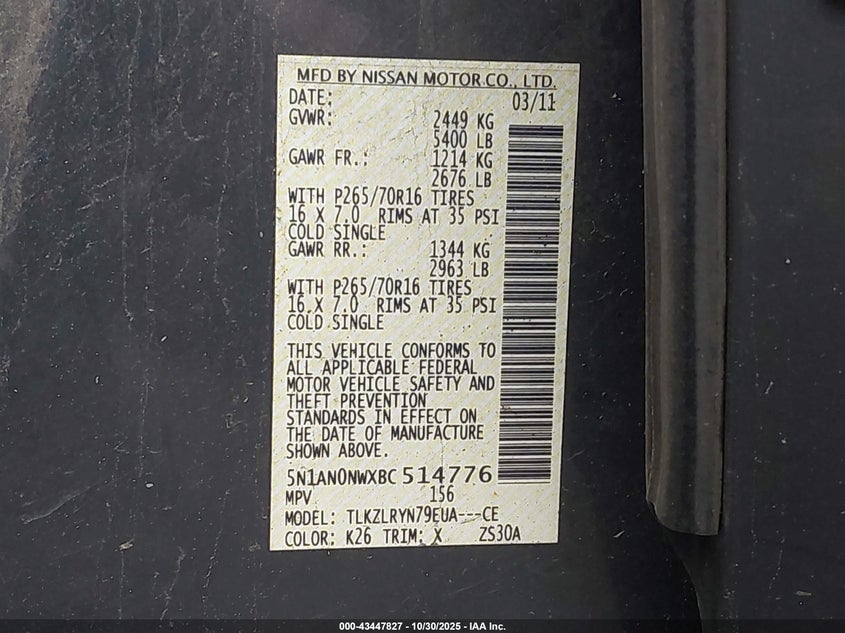 MFD BY NISSAN MOTOR CO., LTD.
DATE: 03/11
GVWR: 2449 KG
5400 LB
GAWR FR.: 1214 KG
2676 LB
WITH P265/70R16 TIRES
16 X 7.0 RIMS AT 35 PSI
COLD SINGLE
GAWR RR.: 1344 KG
2963 LB
WITH P265/70R16 TIRES
16 X 7.0 RIMS AT 35 PSI
COLD SINGLE
THIS VEHICLE CONFORMS TO
ALL APPLICABLE FEDERAL
MOTOR VEHICLE SAFETY AND
THEFT PREVENTION
STANDARDS IN EFFECT ON
THE DATE OF MANUFACTURE
SHOWN ABOVE.
5N1AN0NWXBC 514776
MPV 156
MODEL: TLKZLRYN79EUA---CE
COLOR: K26 TRIM: X ZS30A
000-43447827 - 10/30/2025 - IAA Inc.